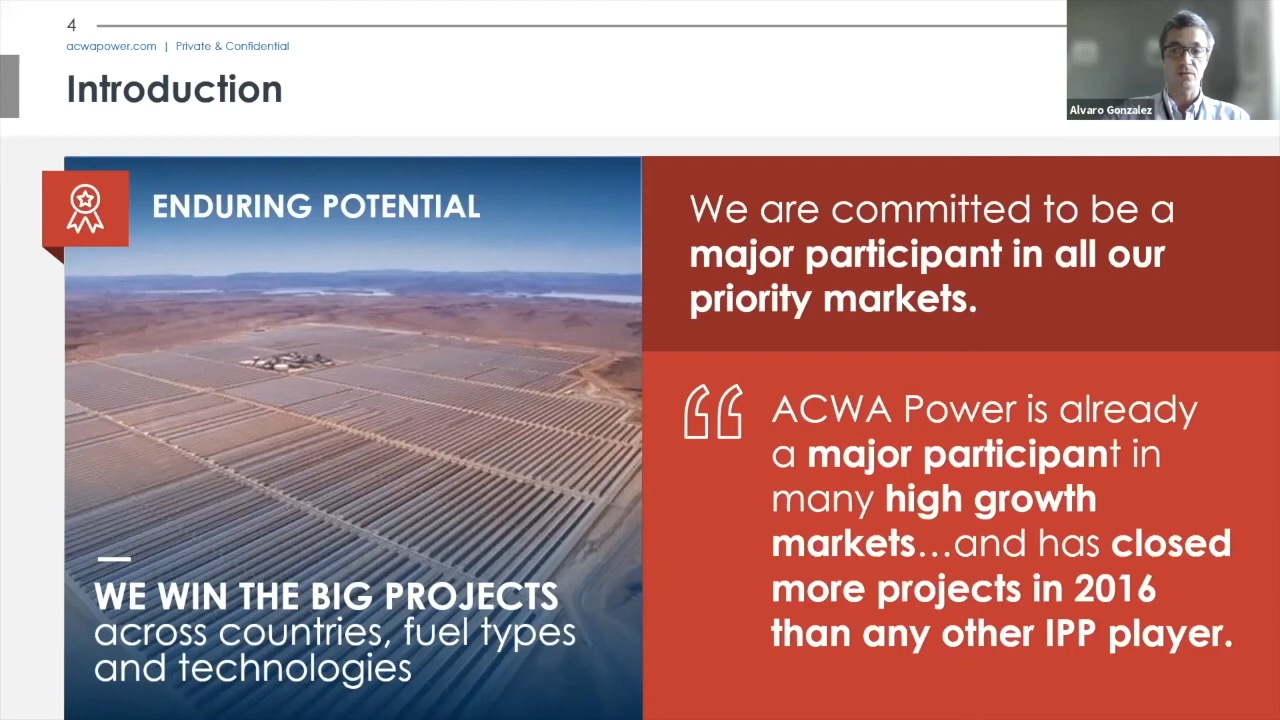 4
acwapower.com | Private & Confidential
Introduction
Alvaro Gonzalez
ENDURING POTENTIAL
WE WIN THE BIG PROJECTS
across countries, fuel types
and technologies
We are committed to be a
major participant in all our
priority markets.
“ ACWA Power is already
a major participant in
many high growth
markets…and has closed
more projects in 2016
than any other IPP player.